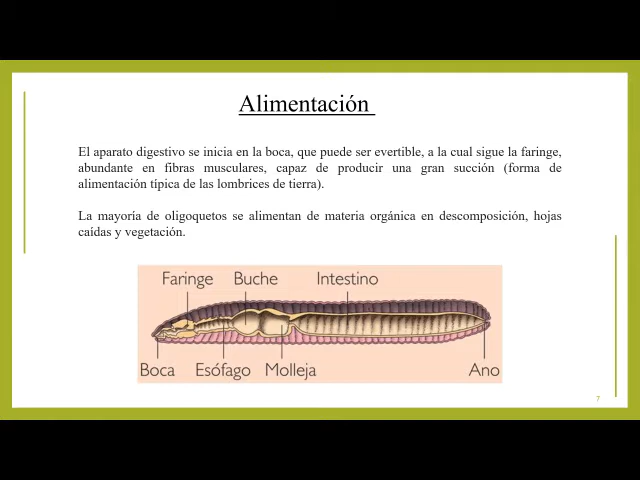 Alimentación
El aparato digestivo se inicia en la boca, que puede ser evertible, a la cual sigue la faringe,
abundante en fibras musculares, capaz de producir una gran succión (forma de
alimentación típica de las lombrices de tierra).
La mayoría de oligoquetos se alimentan de materia orgánica en descomposición, hojas
caídas y vegetación.
Faringe Buche Intestino
Boca Esófago Molleja Ano
7